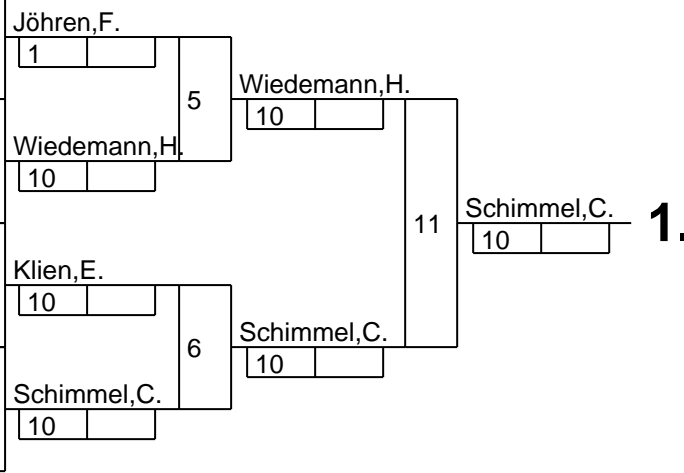 Jöhren,F.
1
5
Wiedemann,H.
10
Wiedemann,H.
10
Klien,E.
10
6
Schimmel,C.
10
Schimmel,C.
10
11
Schimmel,C.
10
1.